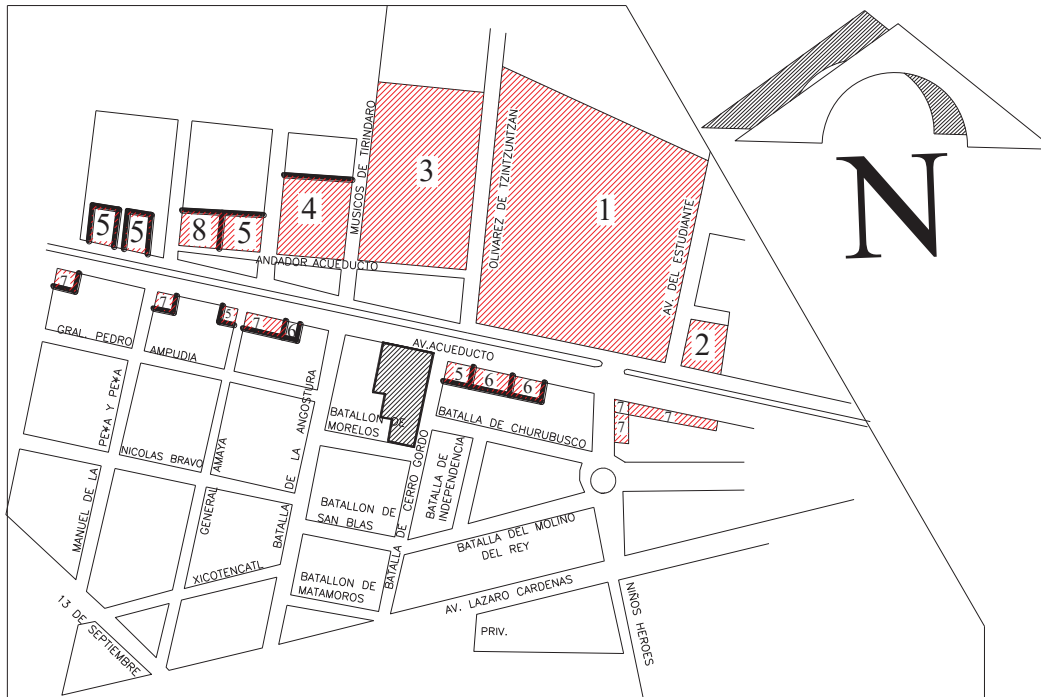 N
3
1
4
5
5
8
5
2
MUSICOS DE TIRINDARO
OLIVAREZ DE TZINTZUNTZAN
AV. DEL ESTUDIANTE
ANDADOR ACUEDUCTO
AV.ACUEDUCTO
7
7
5
7
6
5
6
6
7
7
7
GRAL. PEDRO
AMPUDIA
BATALLON DE
MORELOS
BATALLA DE CHURUBUSCO
NICOLAS BRAVO
MANUEL DE LA
PE¥A Y PE¥A
GENERAL
AMAYA
BATALLA
DE LA
ANGOSTURA
BATALLA DE CERRO GORDO
BATALLA DE
INDEPENDENCIA
BATALLON DE
SAN BLAS
BATALLA DEL MOLINO
DEL REY
XICOTENCATL
BATALLON DE
MATAMOROS
AV. LAZARO CARDENAS
13 DE SEPTIEMBRE
PRIV.
NIÑOS HEROES